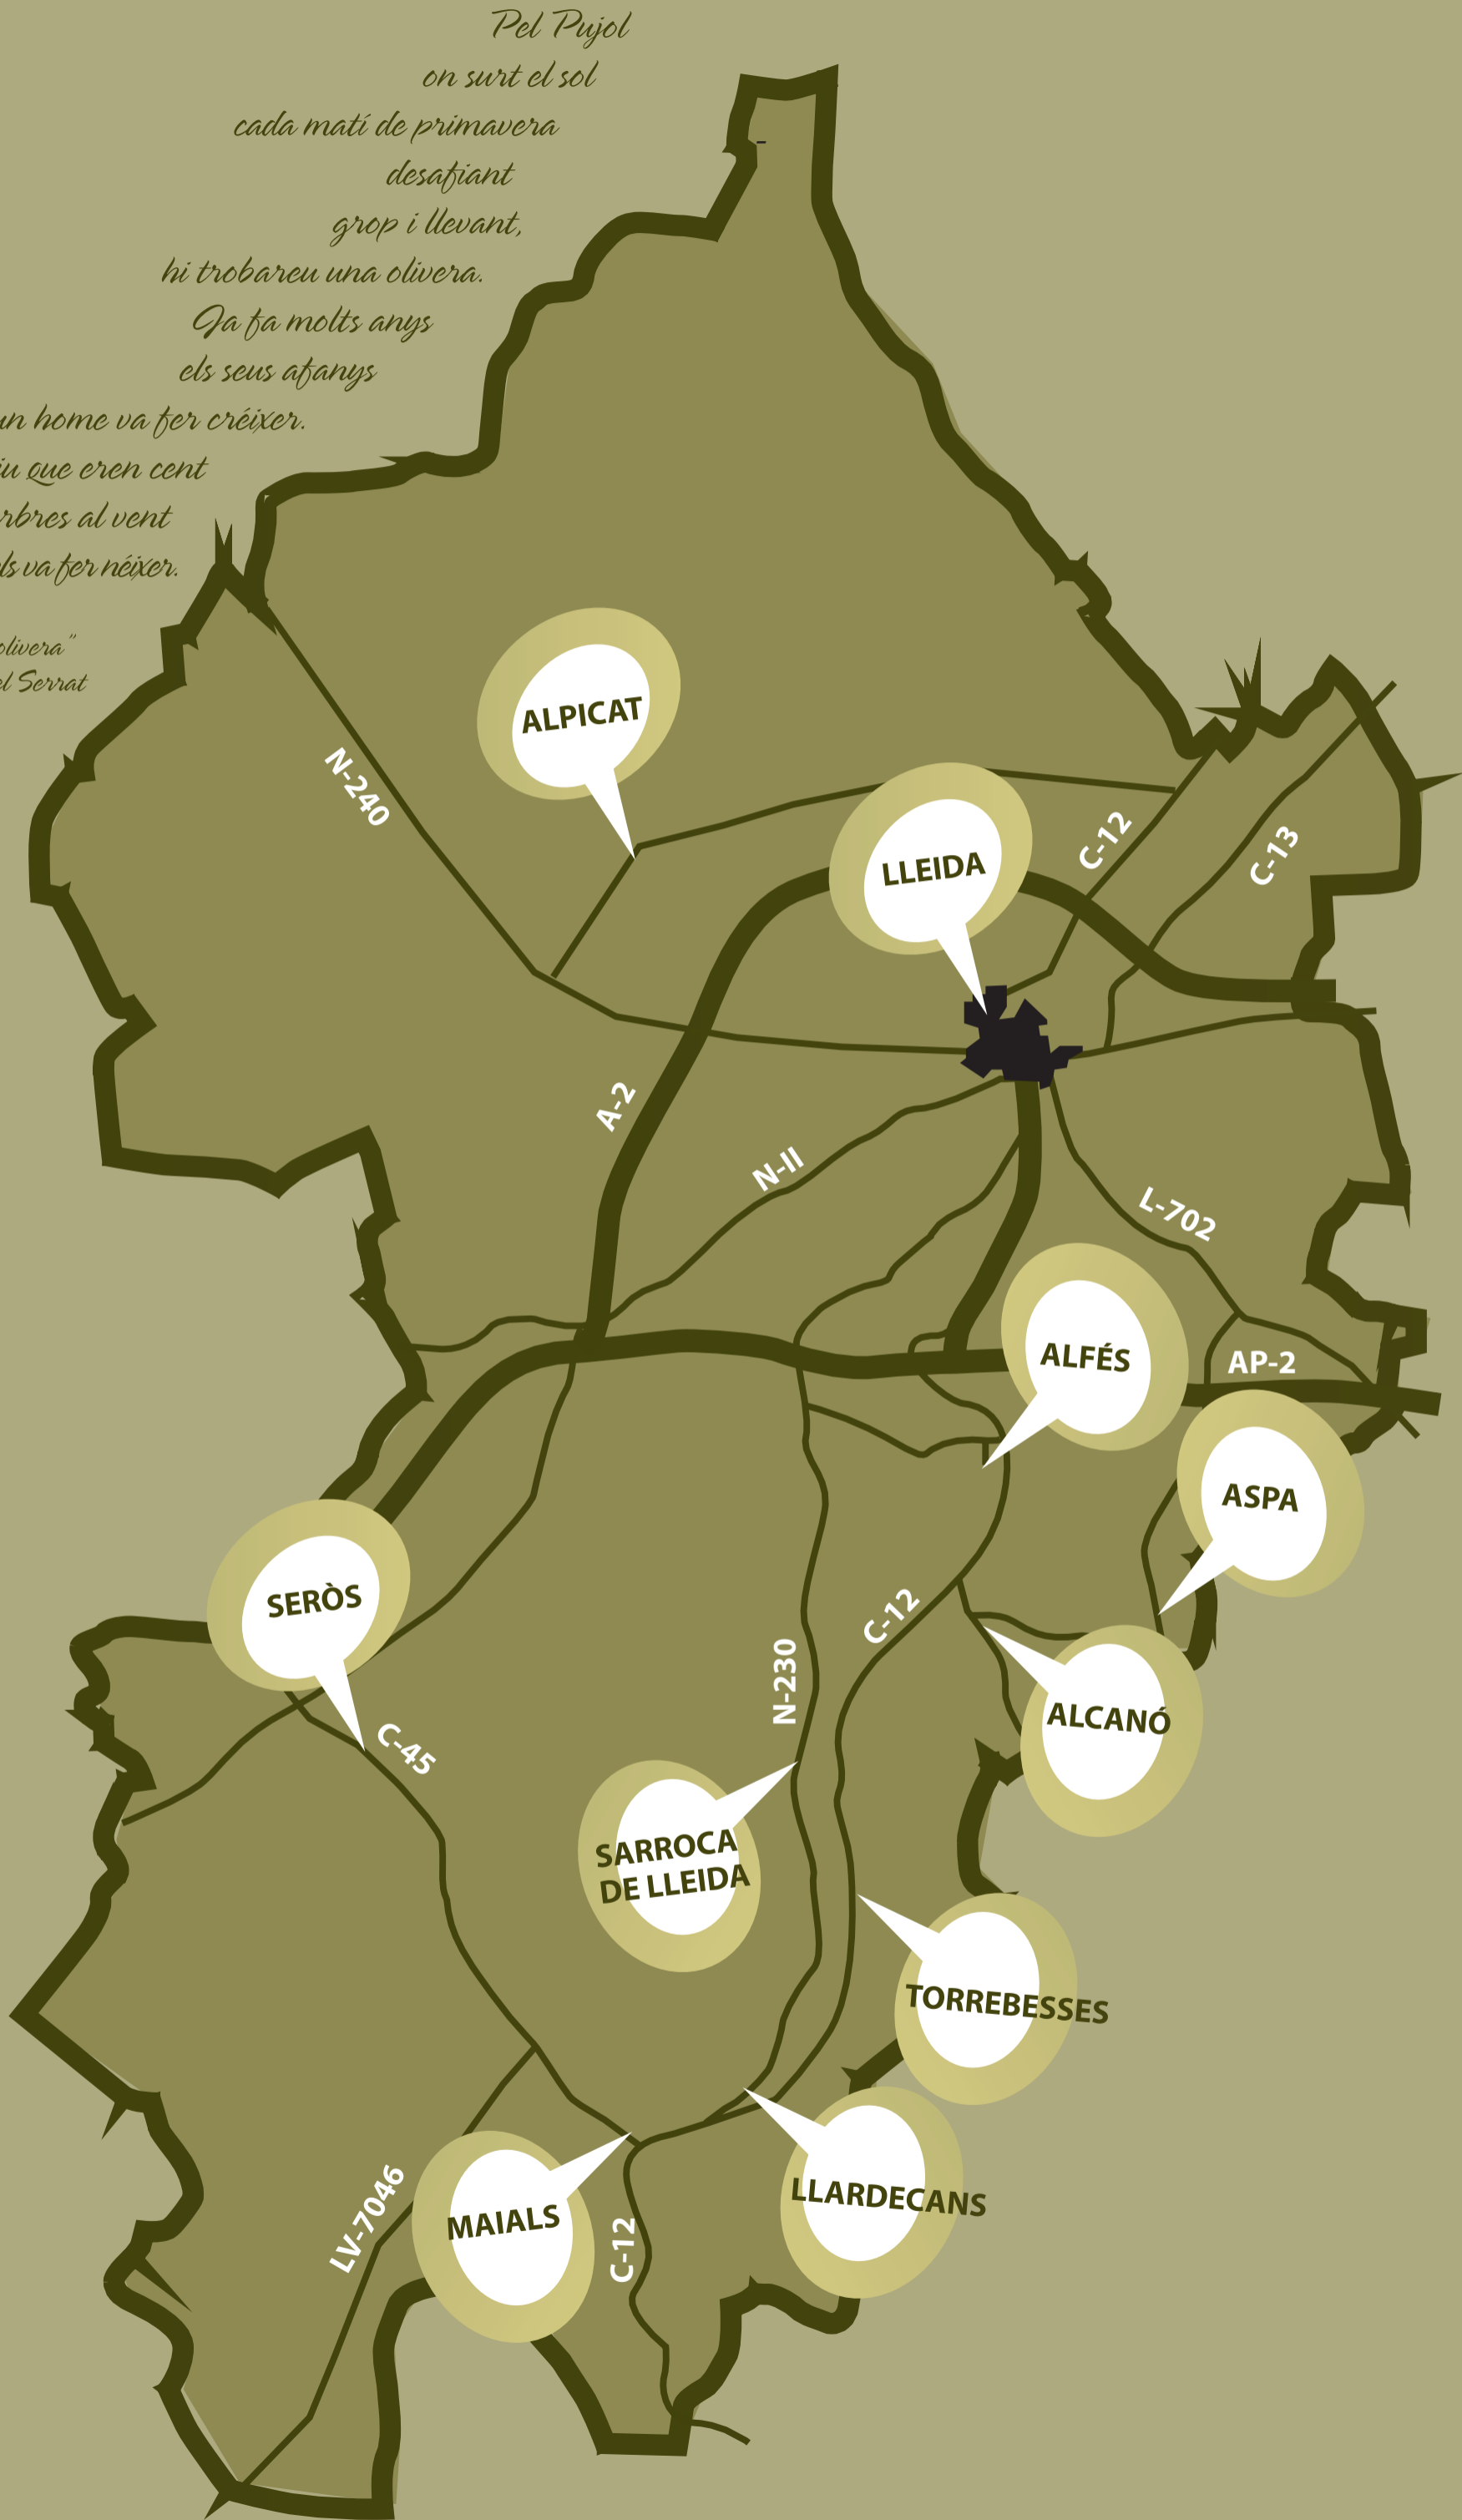 Pel Pujol
on surt el sol
cada matí de primavera
desafiant
grop i llevant,
hi trobareu una olivera.
Ja fa molts anys
els seus afanys
un home va fer créixer.
que eren cent
al vent
va fer néixer.
olivera"
Serrat
ALPICAT
N-240
LLEIDA
C-12
C-13
A-2
N-II
L-702
ALFÉS
AP-2
ASPA
SERÒS
C-12
N-230
ALCANÓ
C-45
SARROCA
DE LLEIDA
TORREBESSES
LLARDECANS
MAIALS
LV-7046
C-12